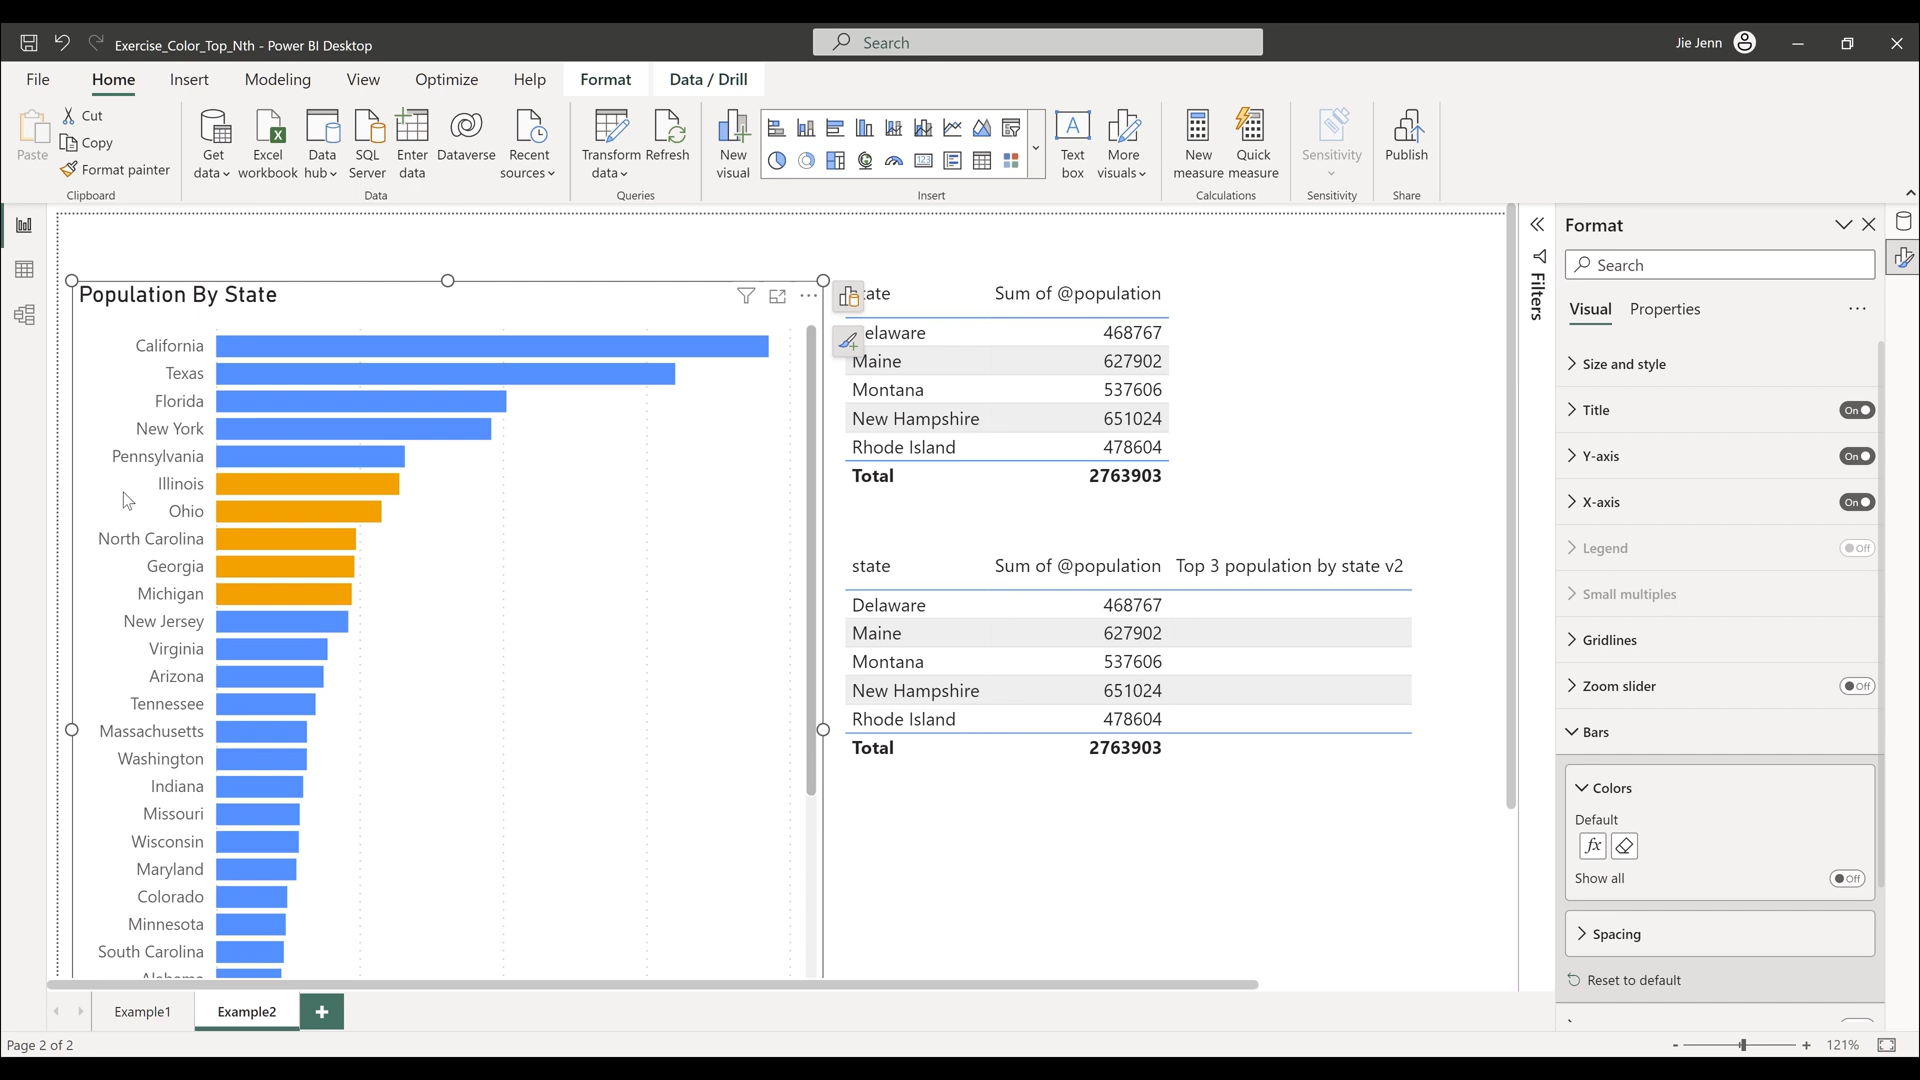 Exercise_Color_Top_Nth - Power BI Desktop
Search
Jie Jenn
File
Home
Insert
Modeling
View
Optimize
Help
Format
Data / Drill
Paste
Cut
Copy
Format painter
Clipboard
Get data
Excel workbook
Data hub
SQL Server
Enter data
Dataverse
Recent sources
Data
Transform data
Refresh
Queries
New visual
Text box
More visuals
Insert
New measure
Quick measure
Calculations
Sensitivity
Sensitivity
Publish
Share
Population By State
California
Texas
Florida
New York
Pennsylvania
Illinois
Ohio
North Carolina
Georgia
Michigan
New Jersey
Virginia
Arizona
Tennessee
Massachusetts
Washington
Indiana
Missouri
Wisconsin
Maryland
Colorado
Minnesota
South Carolina
Alabama
state Sum of @population
Delaware 468767
Maine 627902
Montana 537606
New Hampshire 651024
Rhode Island 478604
Total 2763903
state Sum of @population Top 3 population by state v2
Delaware 468767
Maine 627902
Montana 537606
New Hampshire 651024
Rhode Island 478604
Total 2763903
Filters
Format
Search
Visual
Properties
Size and style
Title On
Y-axis On
X-axis On
Legend Off
Small multiples
Gridlines
Zoom slider Off
Bars
Colors
Default
fx
Show all Off
Spacing
Reset to default
Example1
Example2
Page 2 of 2
- + 121%